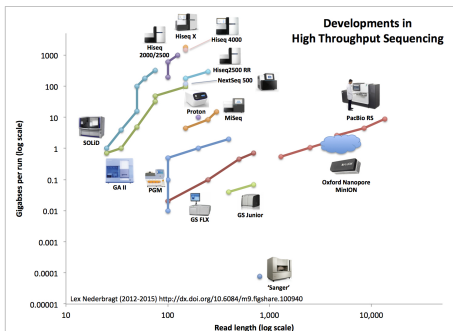 Developments in
High Throughput Sequencing
Gigabases per run (log scale)
1000
100
10
1
0.1
0.01
0.001
0.0001
0.00001
Hiseq X
Hiseq 4000
Hiseq
2000/2500
Hiseq2500 RR
NextSeq 500
Proton
MiSeq
PacBio RS
SOLiD
GA II
PGM
GS FLX
GS Junior
Oxford Nanopore
MinION
'Sanger'
Lex Nederbragt (2012-2015) http://dx.doi.org/10.6084/m9.figshare.100940
10
100
1,000
10,000
Read length (log scale)